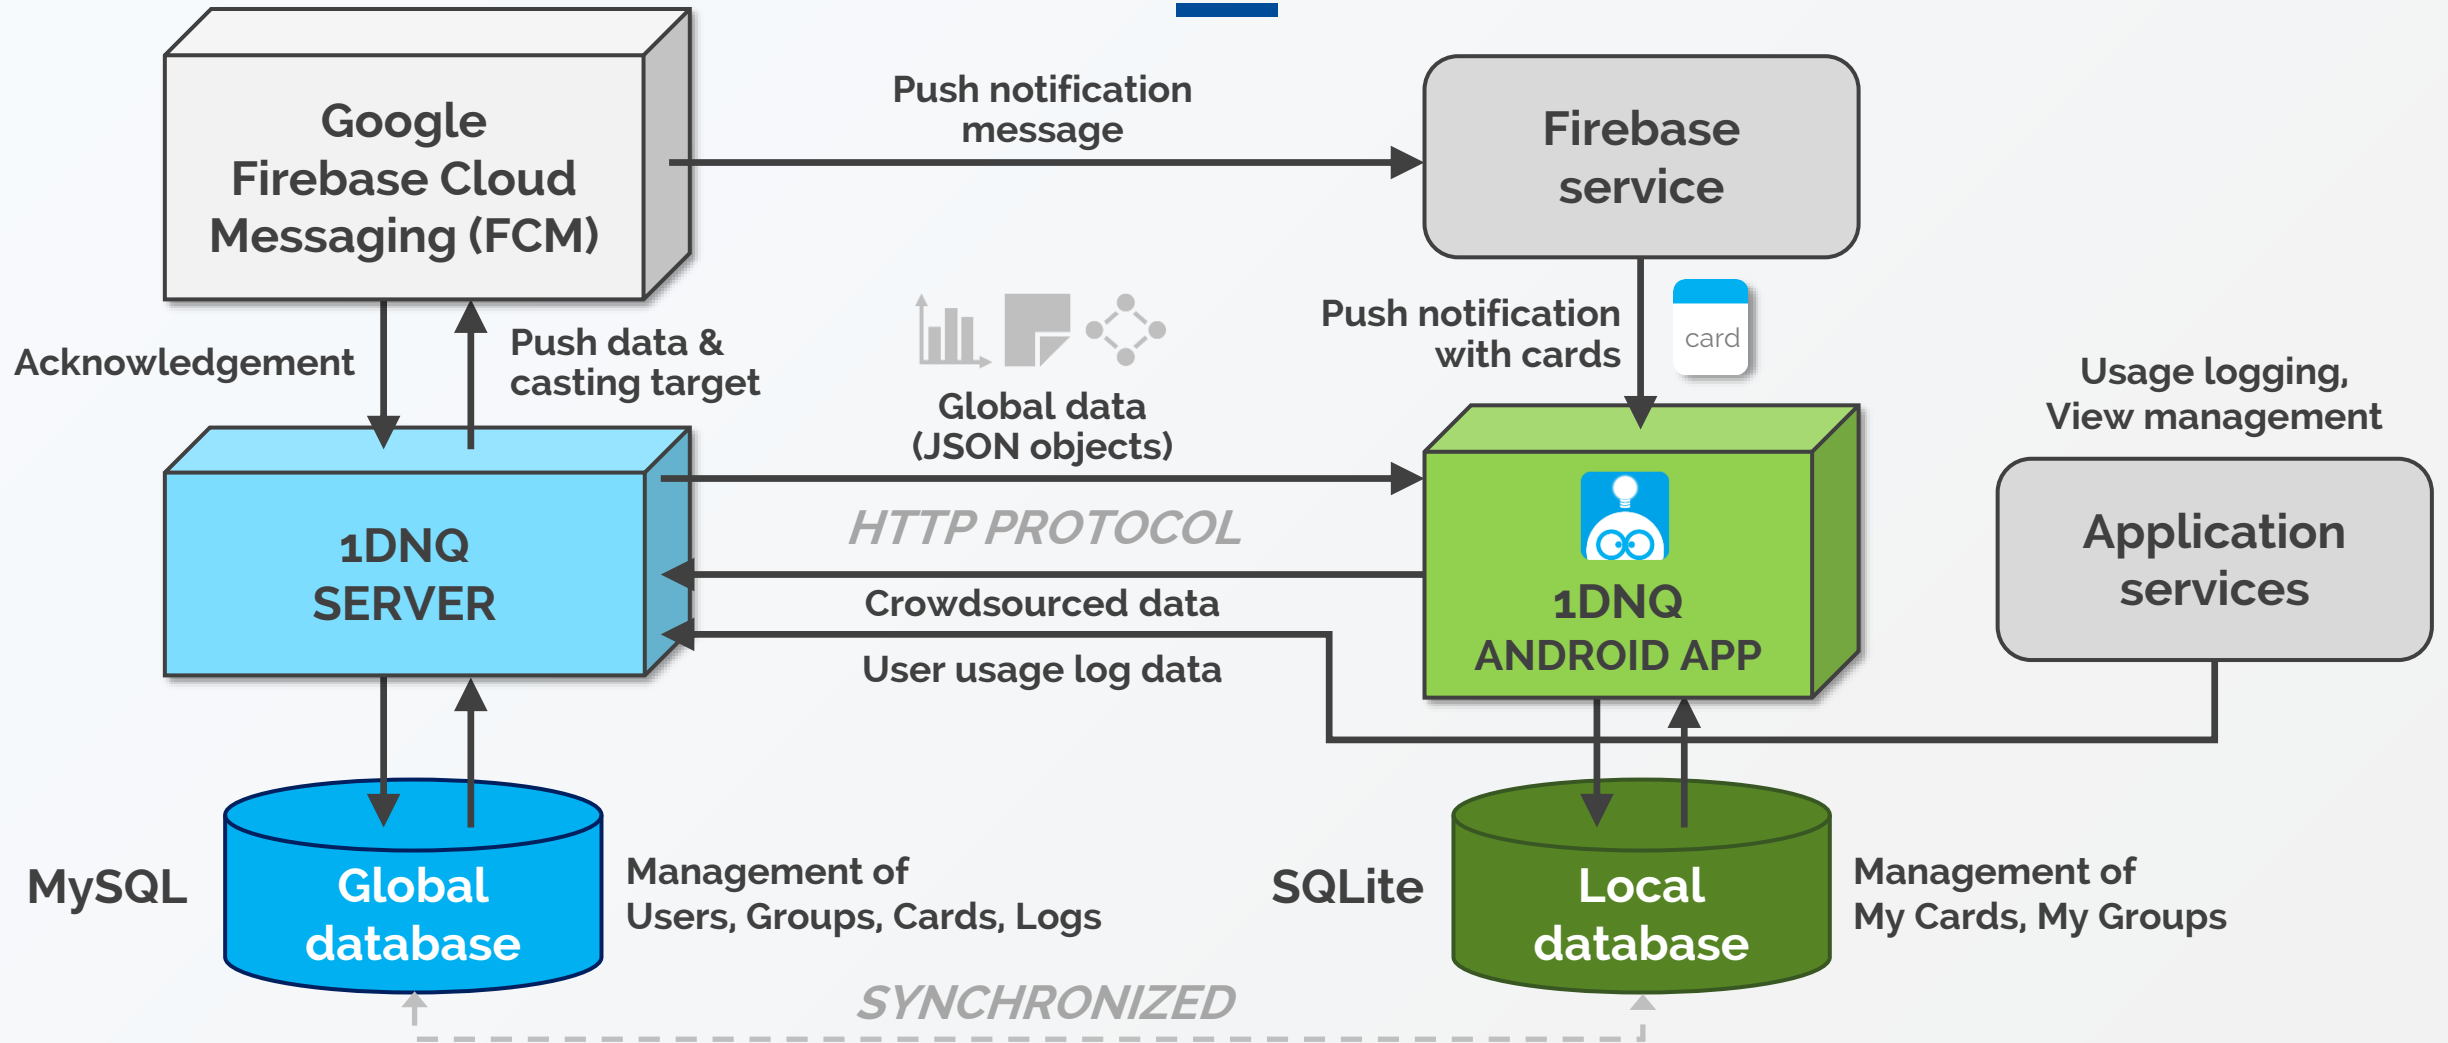 Google
Firebase Cloud
Messaging (FCM)
Push notification
message
Firebase
service
Acknowledgement
Push data &
casting target
Push notification
with cards
card
Global data
(JSON objects)
Usage logging,
View management
HTTP PROTOCOL
1DNQ
SERVER
1DNQ
ANDROID APP
Application
services
Crowdsourced data
User usage log data
MySQL
Global
database
Management of
Users, Groups, Cards, Logs
SQLite
Local
database
Management of
My Cards, My Groups
SYNCHRONIZED